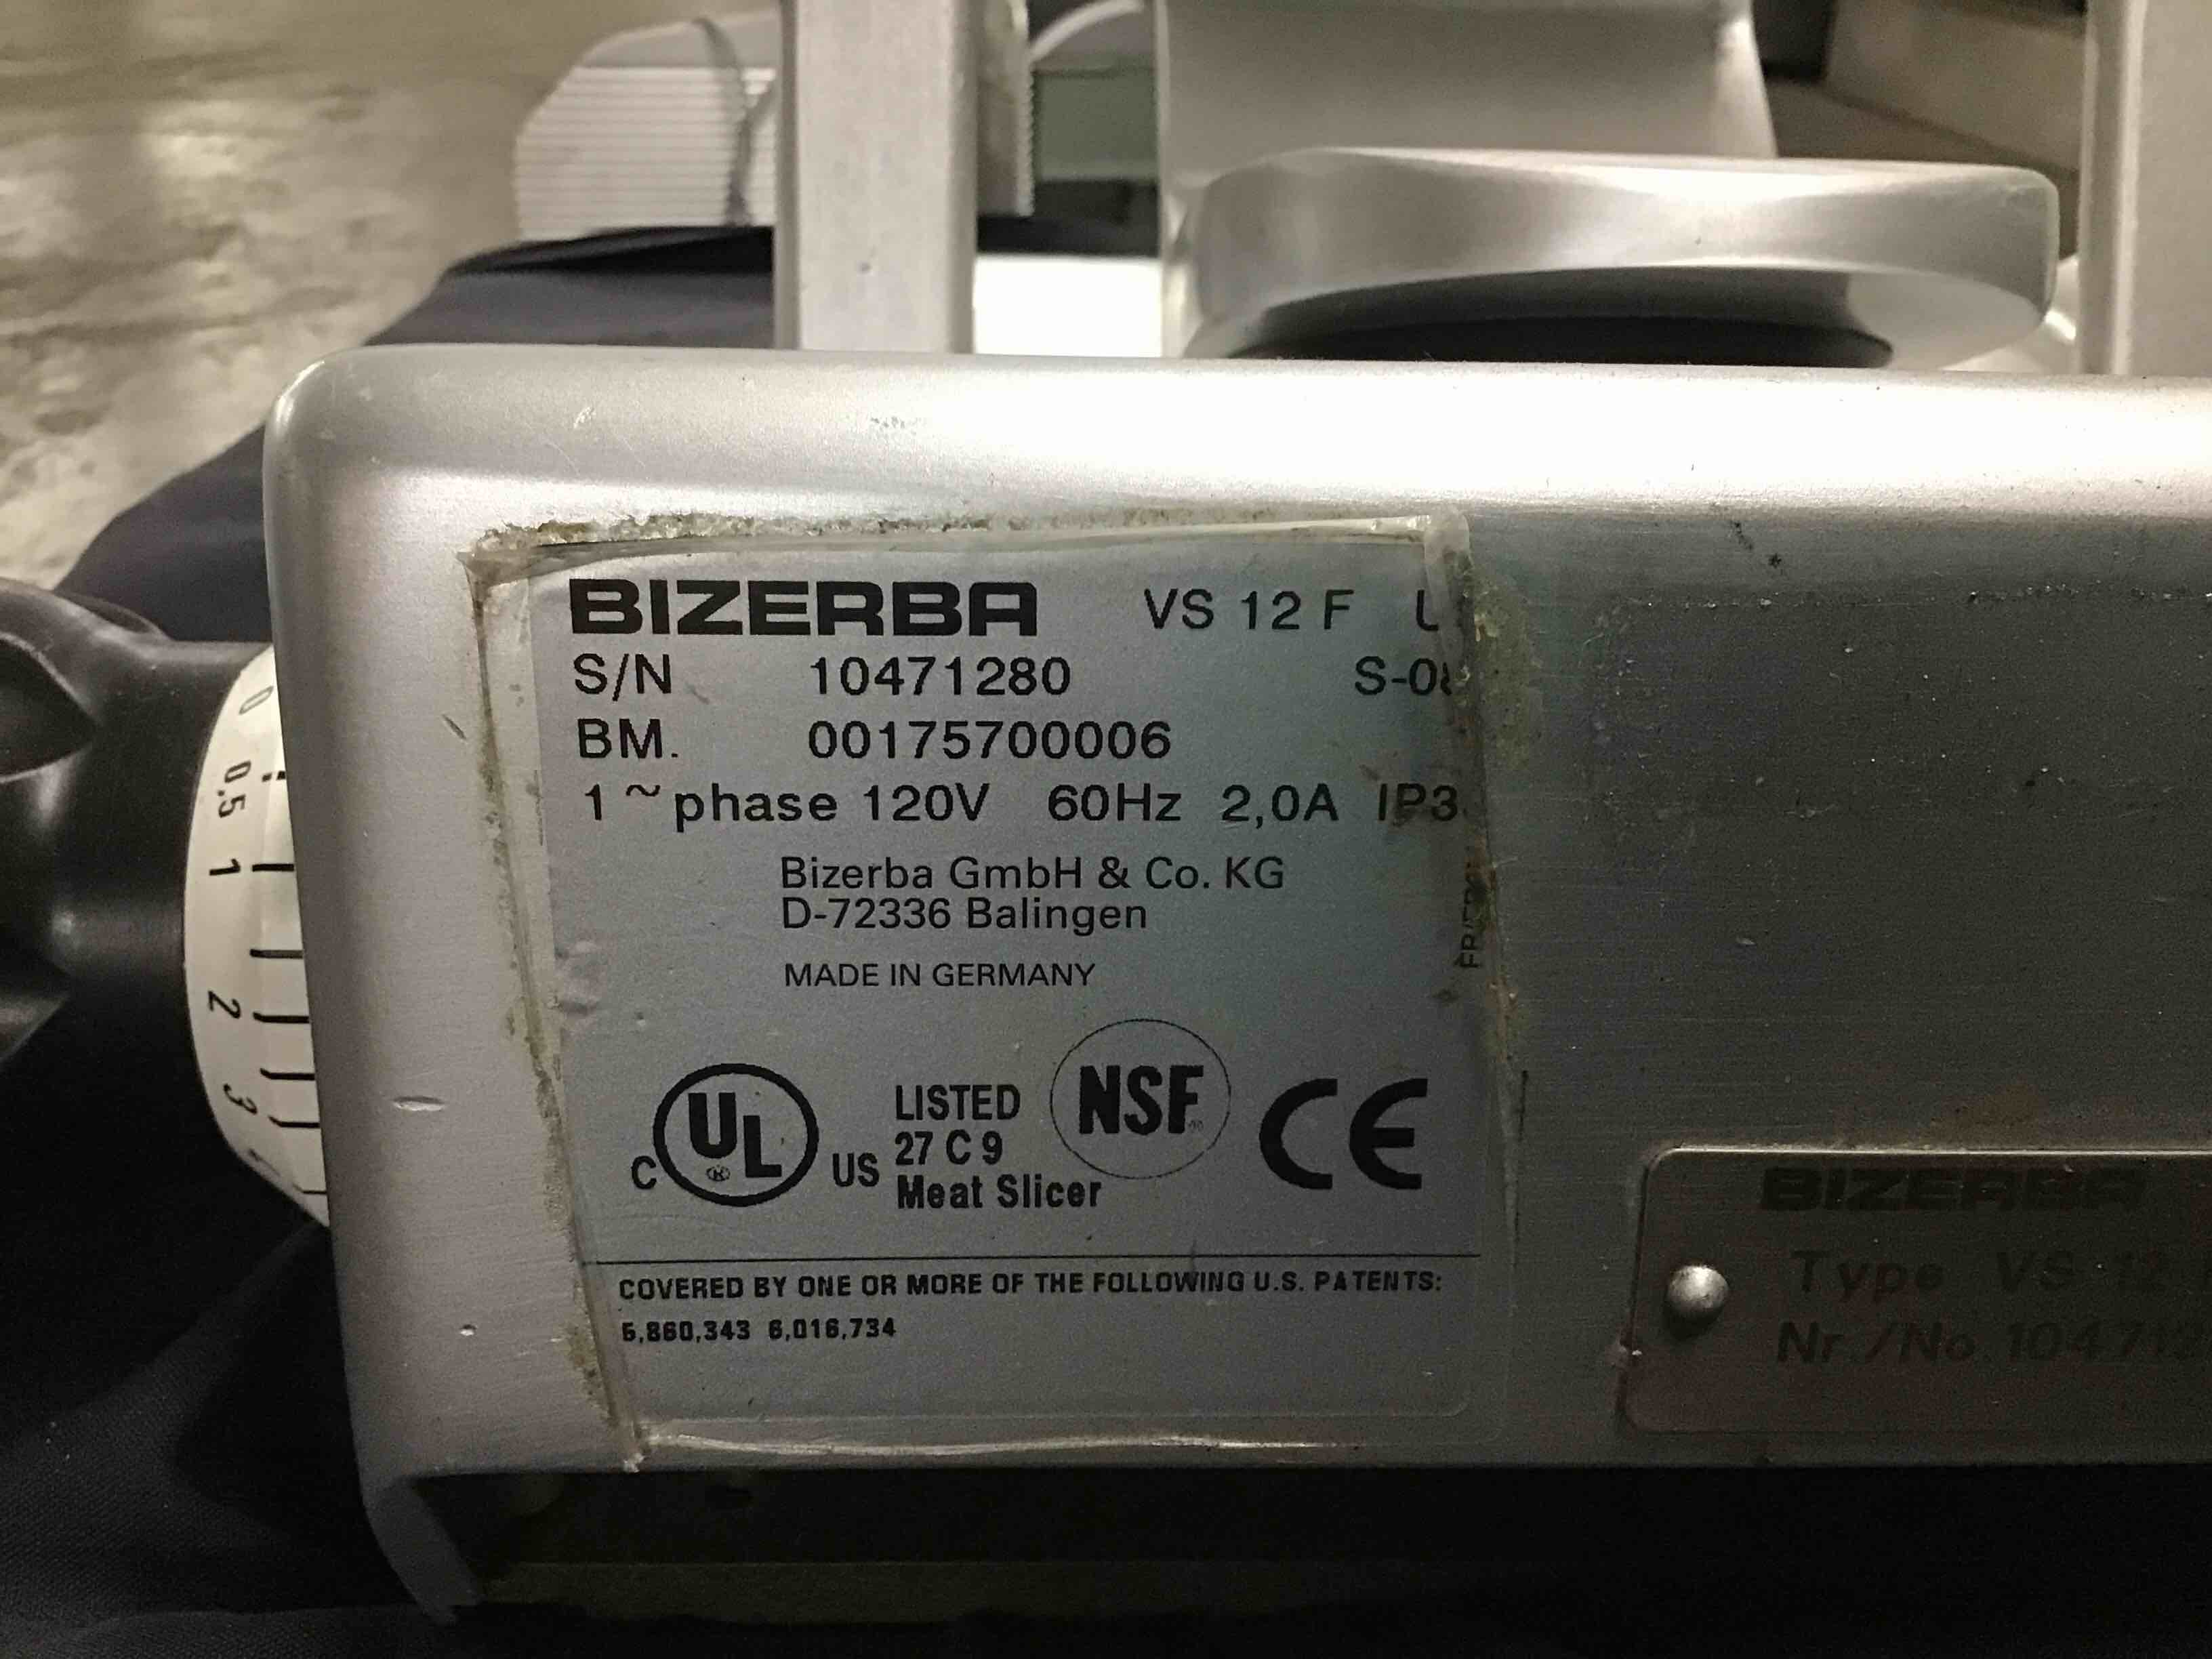 BIZERBA VS 12 F
S/N 10471280
BM. 00175700006
1 ~ phase 120V 60Hz 2,0A
Bizerba GmbH & Co. KG
D-72336 Balingen
MADE IN GERMANY
C UL US
LISTED
27 C 9
Meat Slicer
NSF
CE
COVERED BY ONE OR MORE OF THE FOLLOWING U.S. PATENTS:
5,860,343 6,016,734
BIZERBA
Type VS 12
Nr./No.
0
0,5
1
2
3